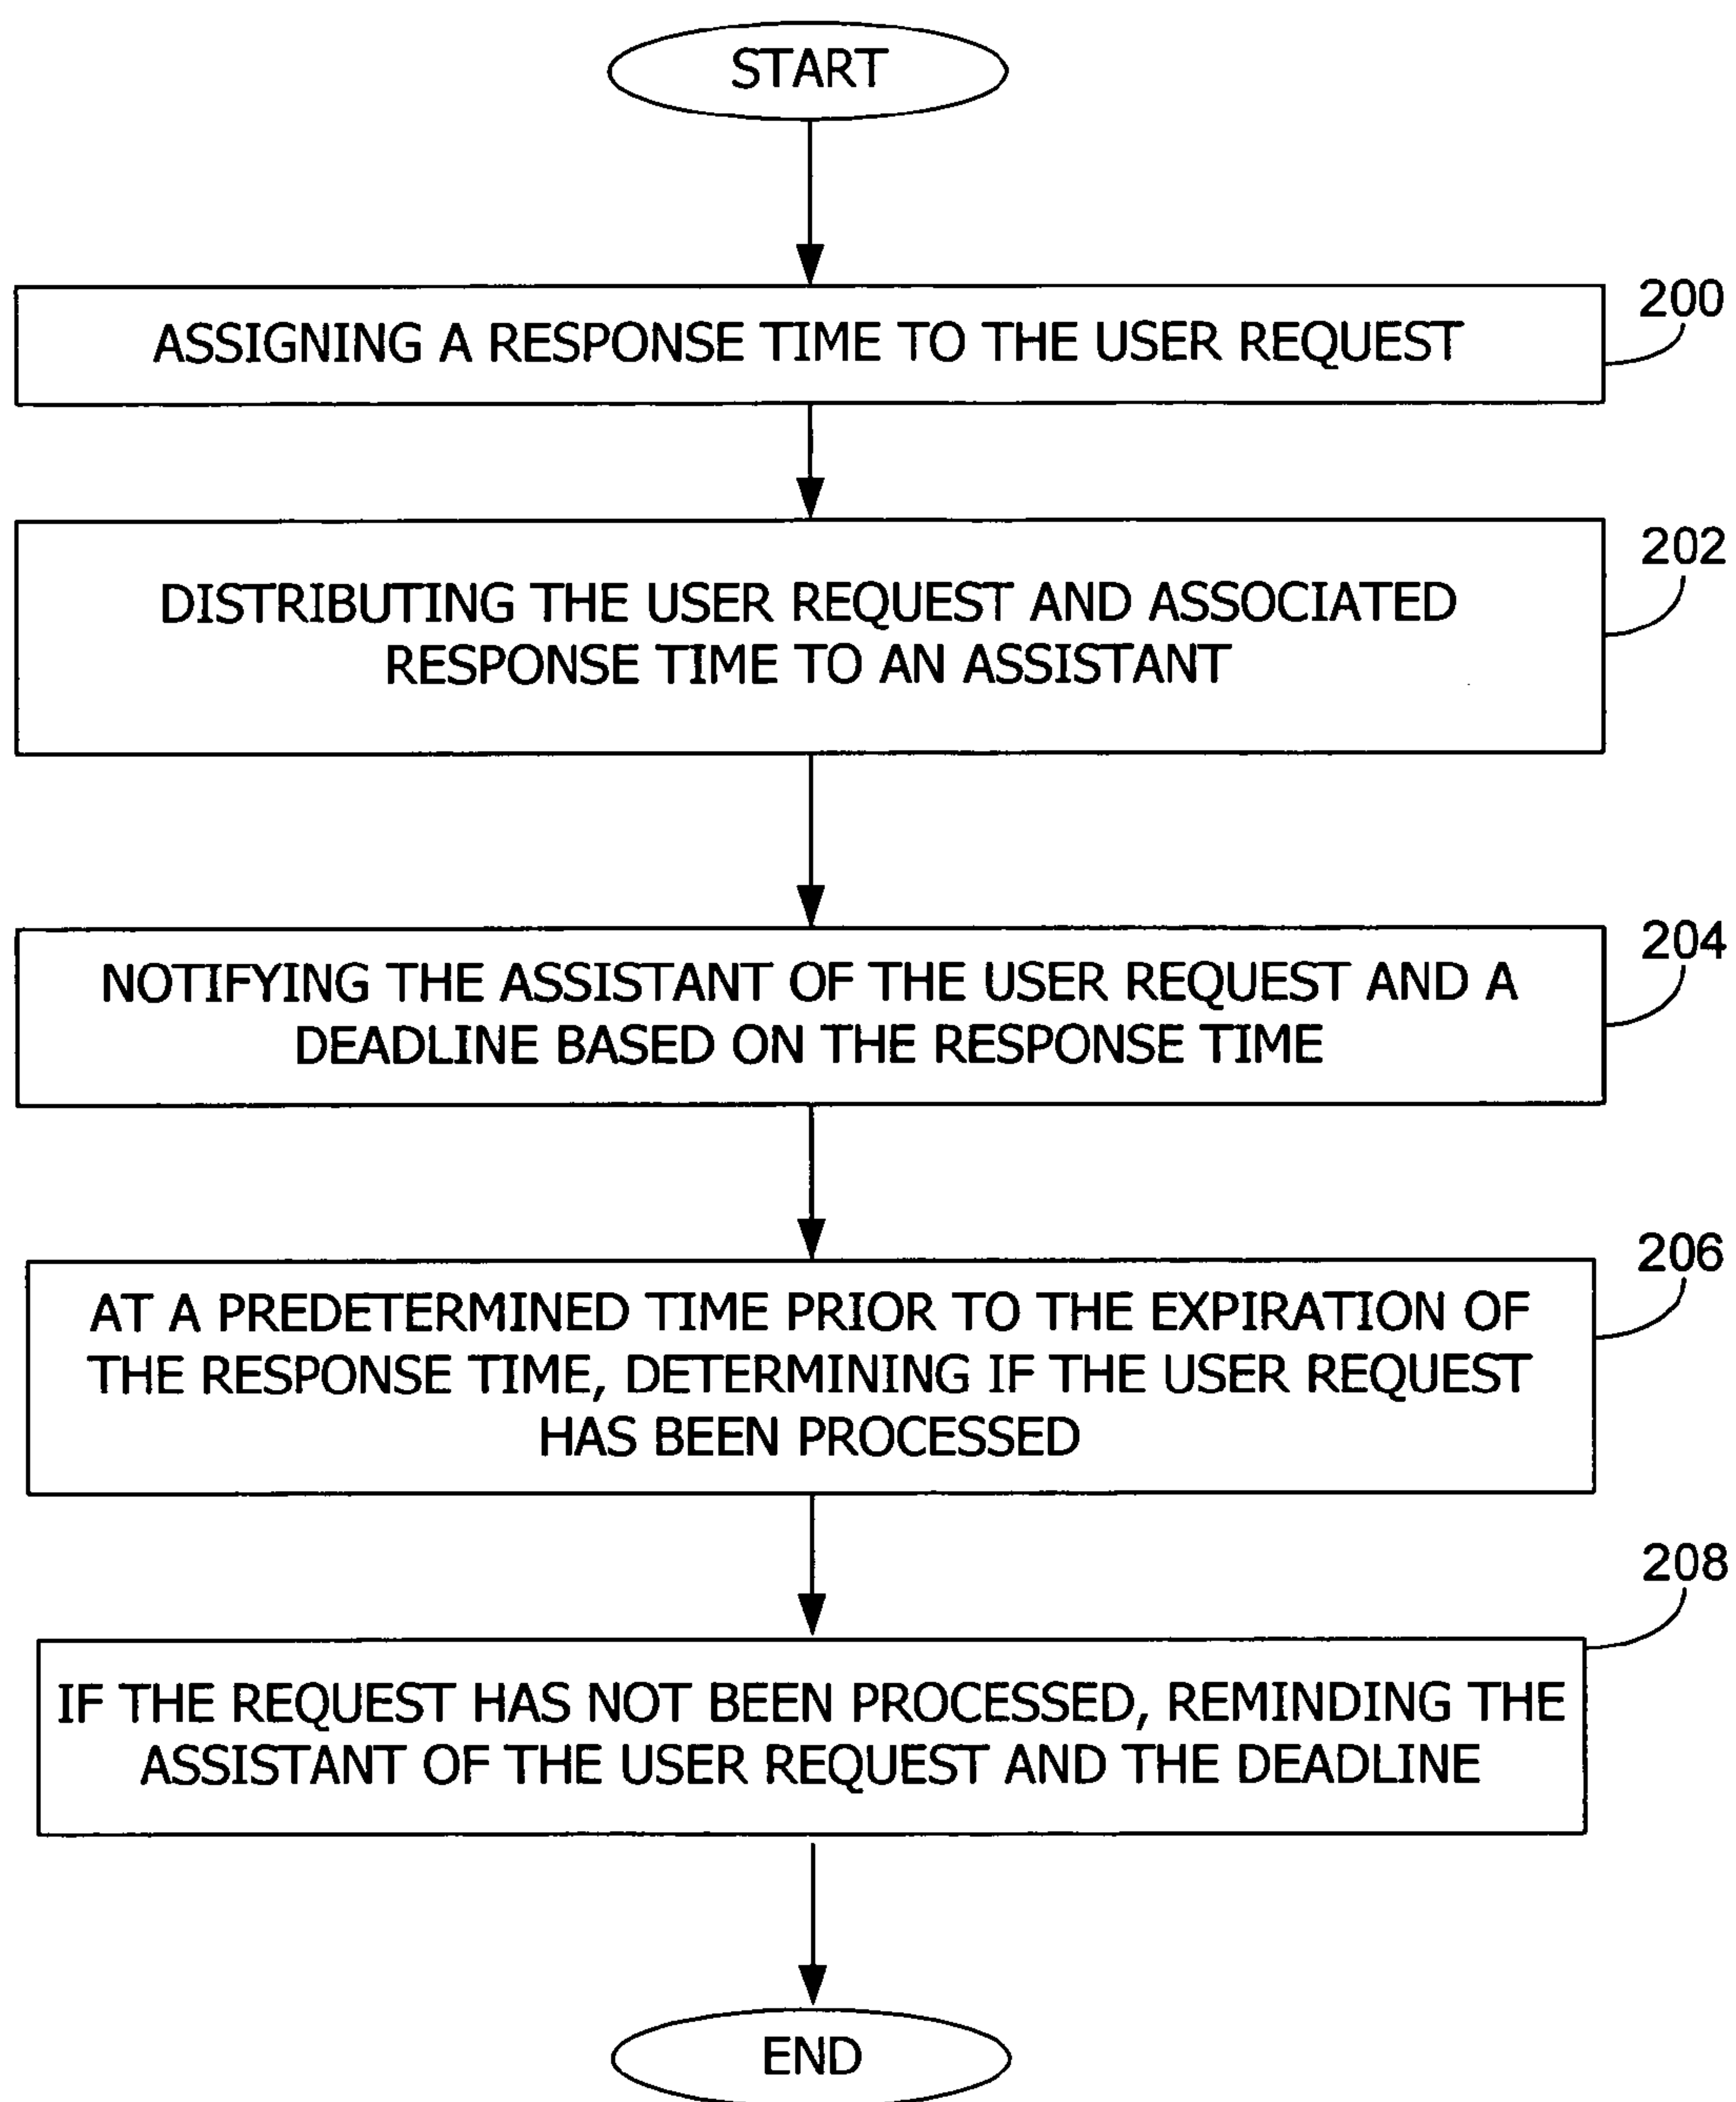 START
200
ASSIGNING A RESPONSE TIME TO THE USER REQUEST
202
DISTRIBUTING THE USER REQUEST AND ASSOCIATED
RESPONSE TIME TO AN ASSISTANT
204
NOTIFYING THE ASSISTANT OF THE USER REQUEST AND A
DEADLINE BASED ON THE RESPONSE TIME
206
AT A PREDETERMINED TIME PRIOR TO THE EXPIRATION OF
THE RESPONSE TIME, DETERMINING IF THE USER REQUEST
HAS BEEN PROCESSED
208
IF THE REQUEST HAS NOT BEEN PROCESSED, REMINDING THE
ASSISTANT OF THE USER REQUEST AND THE DEADLINE
END